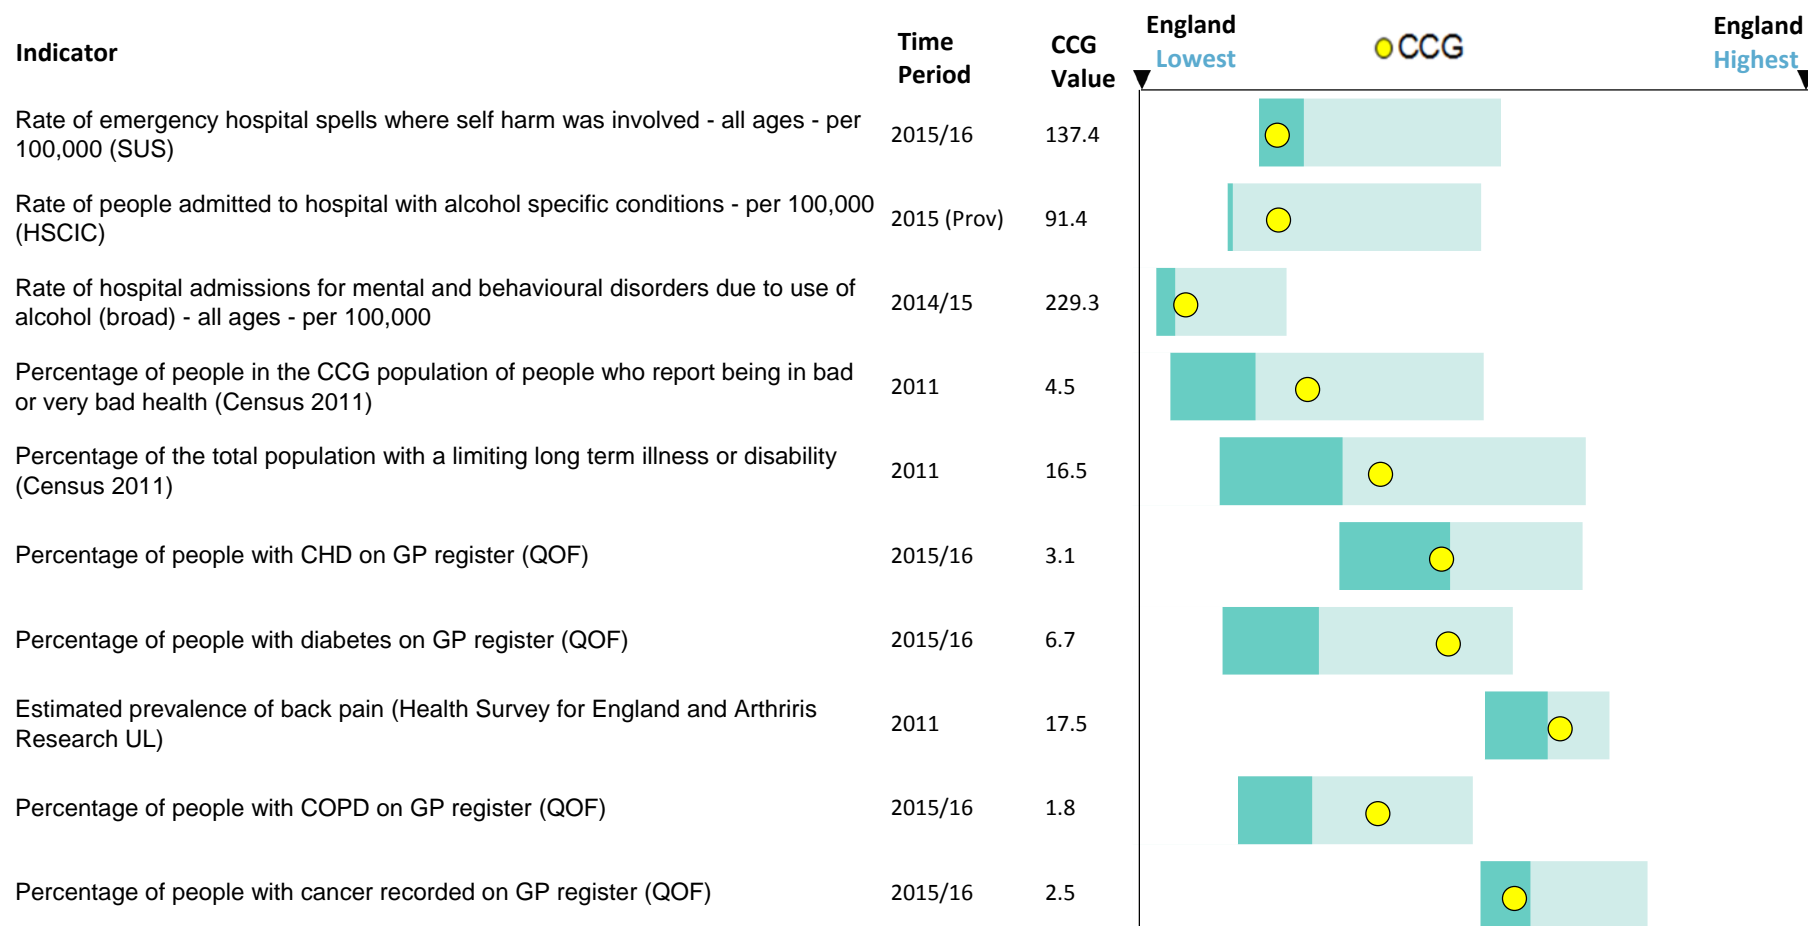 Indicator
Time
Period
CCG
Value
England
Lowest
CCG
England
Highest
Rate of emergency hospital spells where self harm was involved - all ages - per
100,000 (SUS)
2015/16
137.4
Rate of people admitted to hospital with alcohol specific conditions - per 100,000
(HSCIC)
2015 (Prov)
91.4
Rate of hospital admissions for mental and behavioural disorders due to use of
alcohol (broad) - all ages - per 100,000
2014/15
229.3
Percentage of people in the CCG population of people who report being in bad
or very bad health (Census 2011)
2011
4.5
Percentage of the total population with a limiting long term illness or disability
(Census 2011)
2011
16.5
Percentage of people with CHD on GP register (QOF)
2015/16
3.1
Percentage of people with diabetes on GP register (QOF)
2015/16
6.7
Estimated prevalence of back pain (Health Survey for England and Arthriris
Research UL)
2011
17.5
Percentage of people with COPD on GP register (QOF)
2015/16
1.8
Percentage of people with cancer recorded on GP register (QOF)
2015/16
2.5